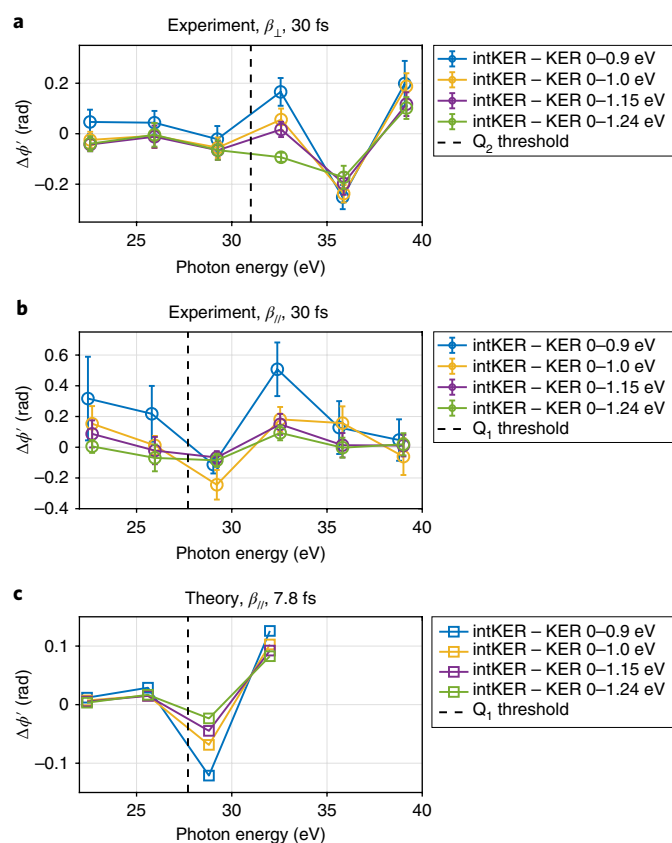 a
Experiment, β⊥, 30 fs
0.2
0
–0.2
Δϕ′ (rad)
25 30 35 40
Photon energy (eV)
intKER – KER 0–0.9 eV
intKER – KER 0–1.0 eV
intKER – KER 0–1.15 eV
intKER – KER 0–1.24 eV
Q2 threshold
b
Experiment, β//, 30 fs
0.6
0.4
0.2
0
–0.2
–0.4
Δϕ′ (rad)
25 30 35 40
Photon energy (eV)
intKER – KER 0–0.9 eV
intKER – KER 0–1.0 eV
intKER – KER 0–1.15 eV
intKER – KER 0–1.24 eV
Q1 threshold
c
Theory, β//, 7.8 fs
0.1
0
–0.1
Δϕ′ (rad)
25 30 35 40
Photon energy (eV)
intKER – KER 0–0.9 eV
intKER – KER 0–1.0 eV
intKER – KER 0–1.15 eV
intKER – KER 0–1.24 eV
Q1 threshold